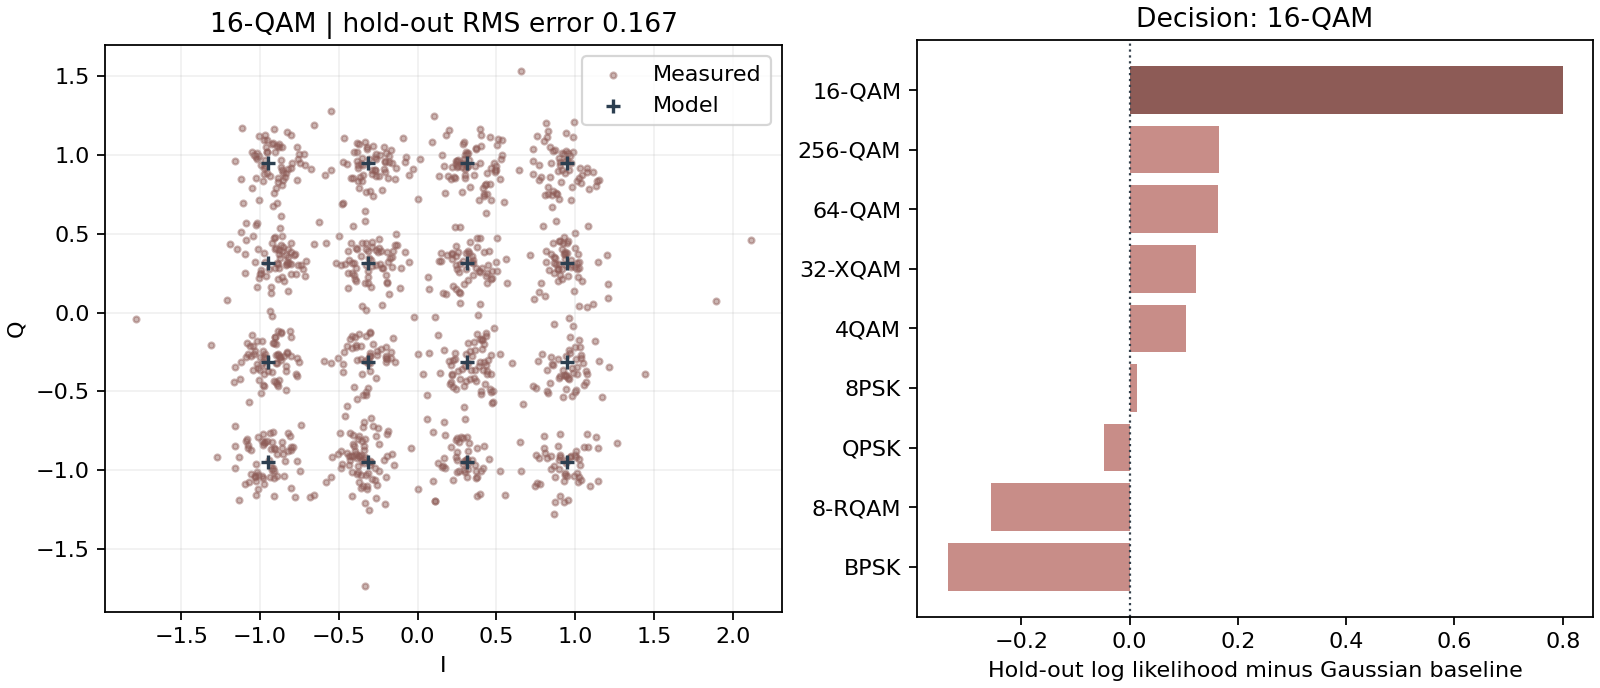 16-QAM | hold-out RMS error 0.167
Measured
Model
1.5
1.0
0.5
0.0
−0.5
−1.0
−1.5
Q
−1.5
−1.0
−0.5
0.0
0.5
1.0
1.5
2.0
I
Decision: 16-QAM
16-QAM
256-QAM
64-QAM
32-XQAM
4QAM
8PSK
QPSK
8-RQAM
BPSK
−0.2
0.0
0.2
0.4
0.6
0.8
Hold-out log likelihood minus Gaussian baseline